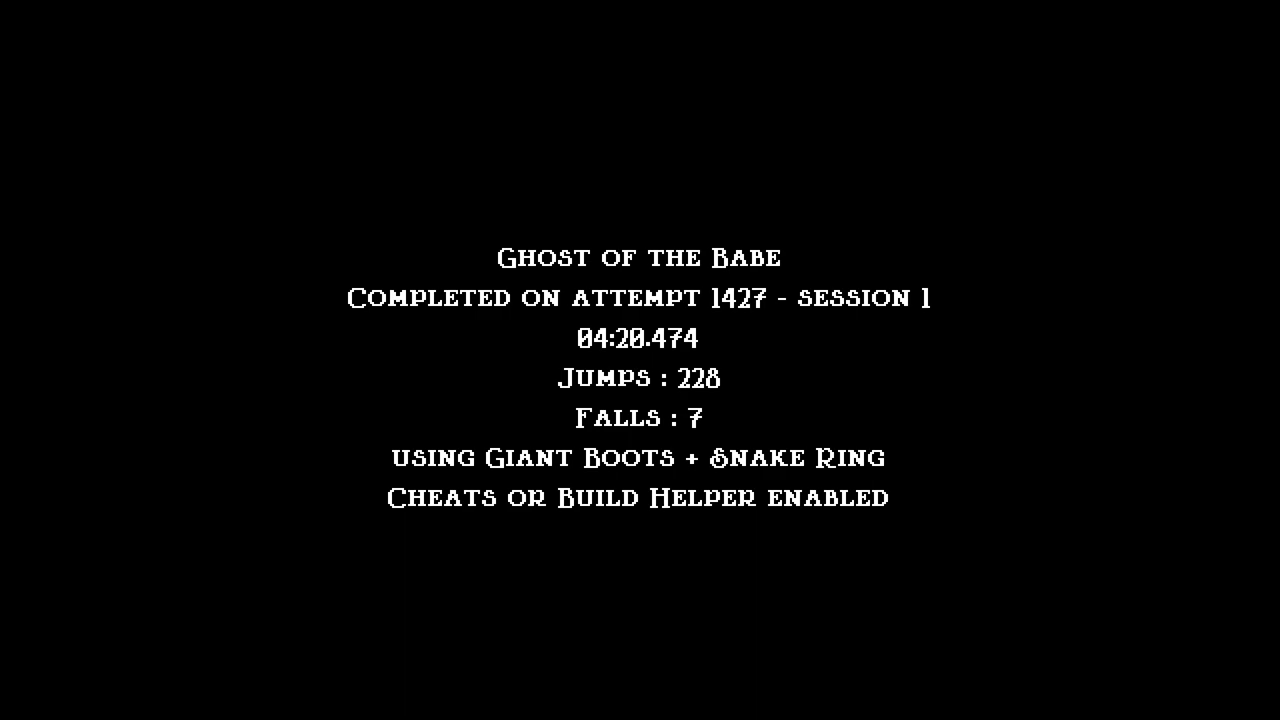 Ghost of the Babe
Completed on attempt 1427 - session 1
04:20.474
Jumps : 228
Falls : 7
using Giant Boots + Snake Ring
Cheats or Build Helper enabled